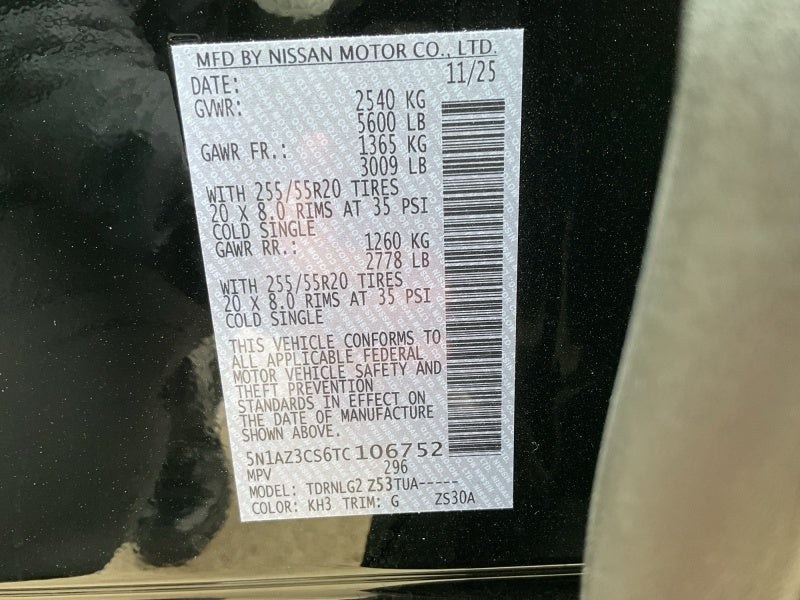 MFD BY NISSAN MOTOR CO., LTD.
DATE: 11/25
GVWR: 2540 KG
5600 LB
GAWR FR.: 1365 KG
3009 LB
WITH 255/55R20 TIRES
20 X 8.0 RIMS AT 35 PSI
COLD SINGLE
GAWR RR.: 1260 KG
2778 LB
WITH 255/55R20 TIRES
20 X 8.0 RIMS AT 35 PSI
COLD SINGLE
THIS VEHICLE CONFORMS TO
ALL APPLICABLE FEDERAL
MOTOR VEHICLE SAFETY AND
THEFT PREVENTION
STANDARDS IN EFFECT ON
THE DATE OF MANUFACTURE
SHOWN ABOVE.
5N1AZ3CS6TC 106752
MPV 296
MODEL: TDRNLG2 Z53TUA-----
COLOR: KH3 TRIM: G ZS30A